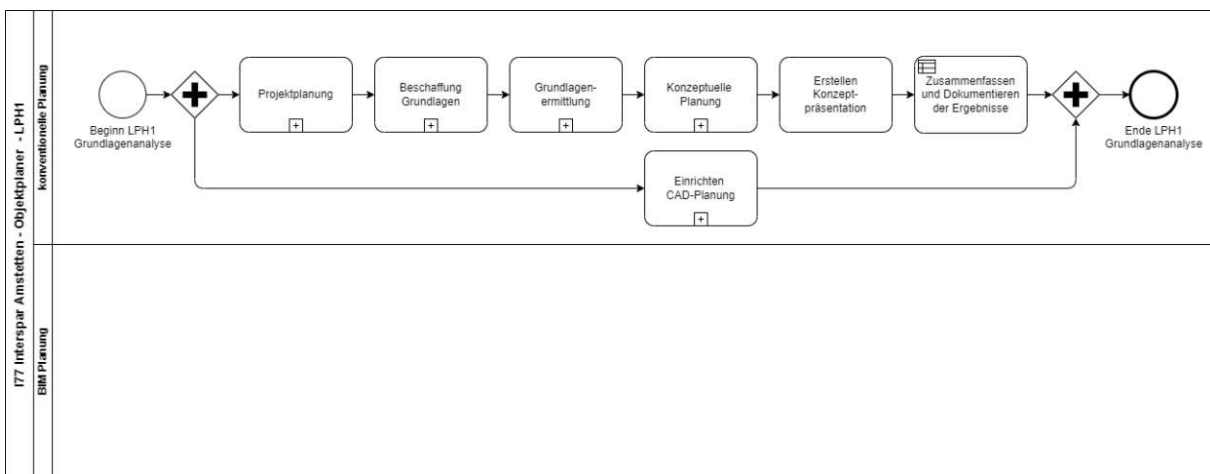 I77 Interspar Amstetten - Objektplaner - LPH1
konventionelle Planung
BIM Planung
Beginn LPH1
Grundlagenanalyse
Projektplanung
Beschaffung
Grundlagen
Grundlagen-
ermittlung
Konzeptuelle
Planung
Erstellen
Konzept-
präsentation
Zusammenfassen
und Dokumentieren
der Ergebnisse
Ende LPH1
Grundlagenanalyse
Einrichten
CAD-Planung